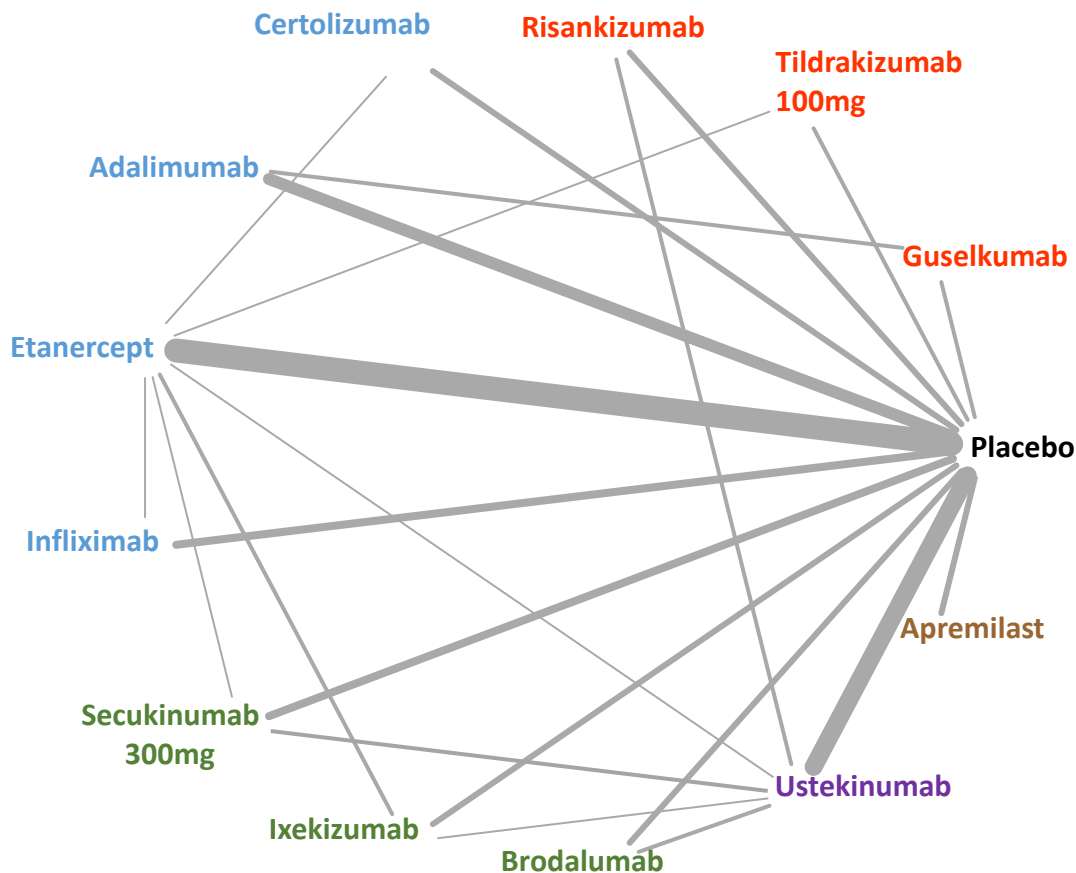 Certolizumab
Risankizumab
Tildrakizumab
100mg
Adalimumab
Guselkumab
Etanercept
Placebo
Infliximab
Apremilast
Secukinumab
300mg
Ustekinumab
Ixekizumab
Brodalumab